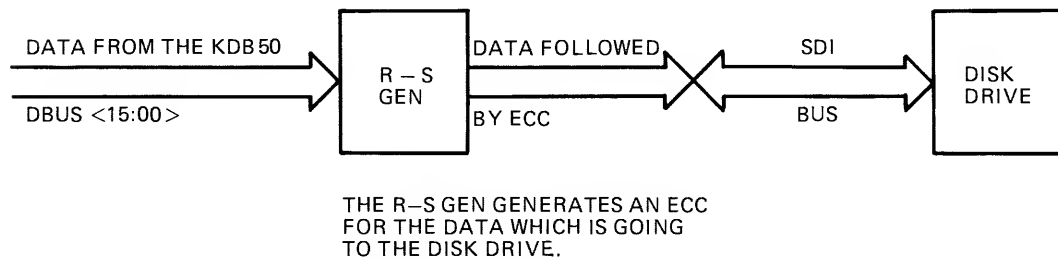 DATA FROM THE KDB50
DBUS <15:00>
R–S
GEN
DATA FOLLOWED
BY ECC
SDI
BUS
DISK
DRIVE
THE R–S GEN GENERATES AN ECC
FOR THE DATA WHICH IS GOING
TO THE DISK DRIVE.